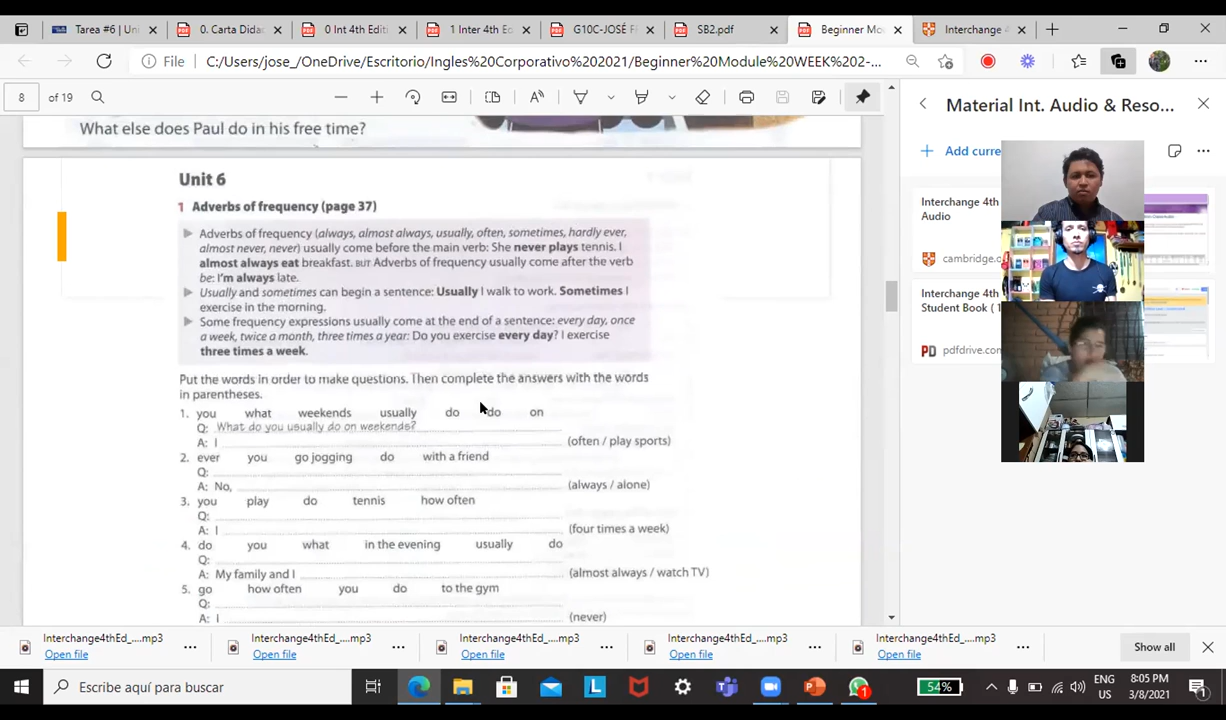 Tarea #6 | Univ
0. Carta Didac
0 Int 4th Editi
1 Inter 4th Ed
G10C-JOSÉ F
SB2.pdf
Beginner Mo
Interchange 4th
File
C:/Users/jose_/OneDrive/Escritorio/Ingles%20Corporativo%202021/Beginner%20Module%20WEEK%202-...
8 of 19
Material Int. Audio & Reso...
Add curre
Interchange 4th
Audio
cambridge.
Interchange 4th
Student Book ( 1
PD pdfdrive.com
What else does Paul do in his free time?
Unit 6
1 Adverbs of frequency (page 37)
Adverbs of frequency (always, almost always, usually, often, sometimes, hardly ever,
almost never, never) usually come before the main verb: She never plays tennis. I
almost always eat breakfast. BUT Adverbs of frequency usually come after the verb
be: I'm always late.
Usually and sometimes can begin a sentence: Usually I walk to work. Sometimes I
exercise in the morning.
Some frequency expressions usually come at the end of a sentence: every day, once
a week, twice a month, three times a year: Do you exercise every day? I exercise
three times a week.
Put the words in order to make questions. Then complete the answers with the words
in parentheses.
1. you what weekends usually do do on
Q: What do you usually do on weekends?
A: I (often / play sports)
2. ever you go jogging do with a friend
Q:
A: No, (always / alone)
3. you play do tennis how often
Q:
A: I (four times a week)
4. do you what in the evening usually do
Q:
A: My family and I (almost always / watch TV)
5. go how often you do to the gym
Q:
A: I (never)
Interchange4thEd_....mp3
Open file
Interchange4thEd_....mp3
Open file
Interchange4thEd_....mp3
Open file
Interchange4thEd_....mp3
Open file
Interchange4thEd_....mp3
Open file
Show all
Escribe aquí para buscar
54%
ENG
US
8:05 PM
3/8/2021